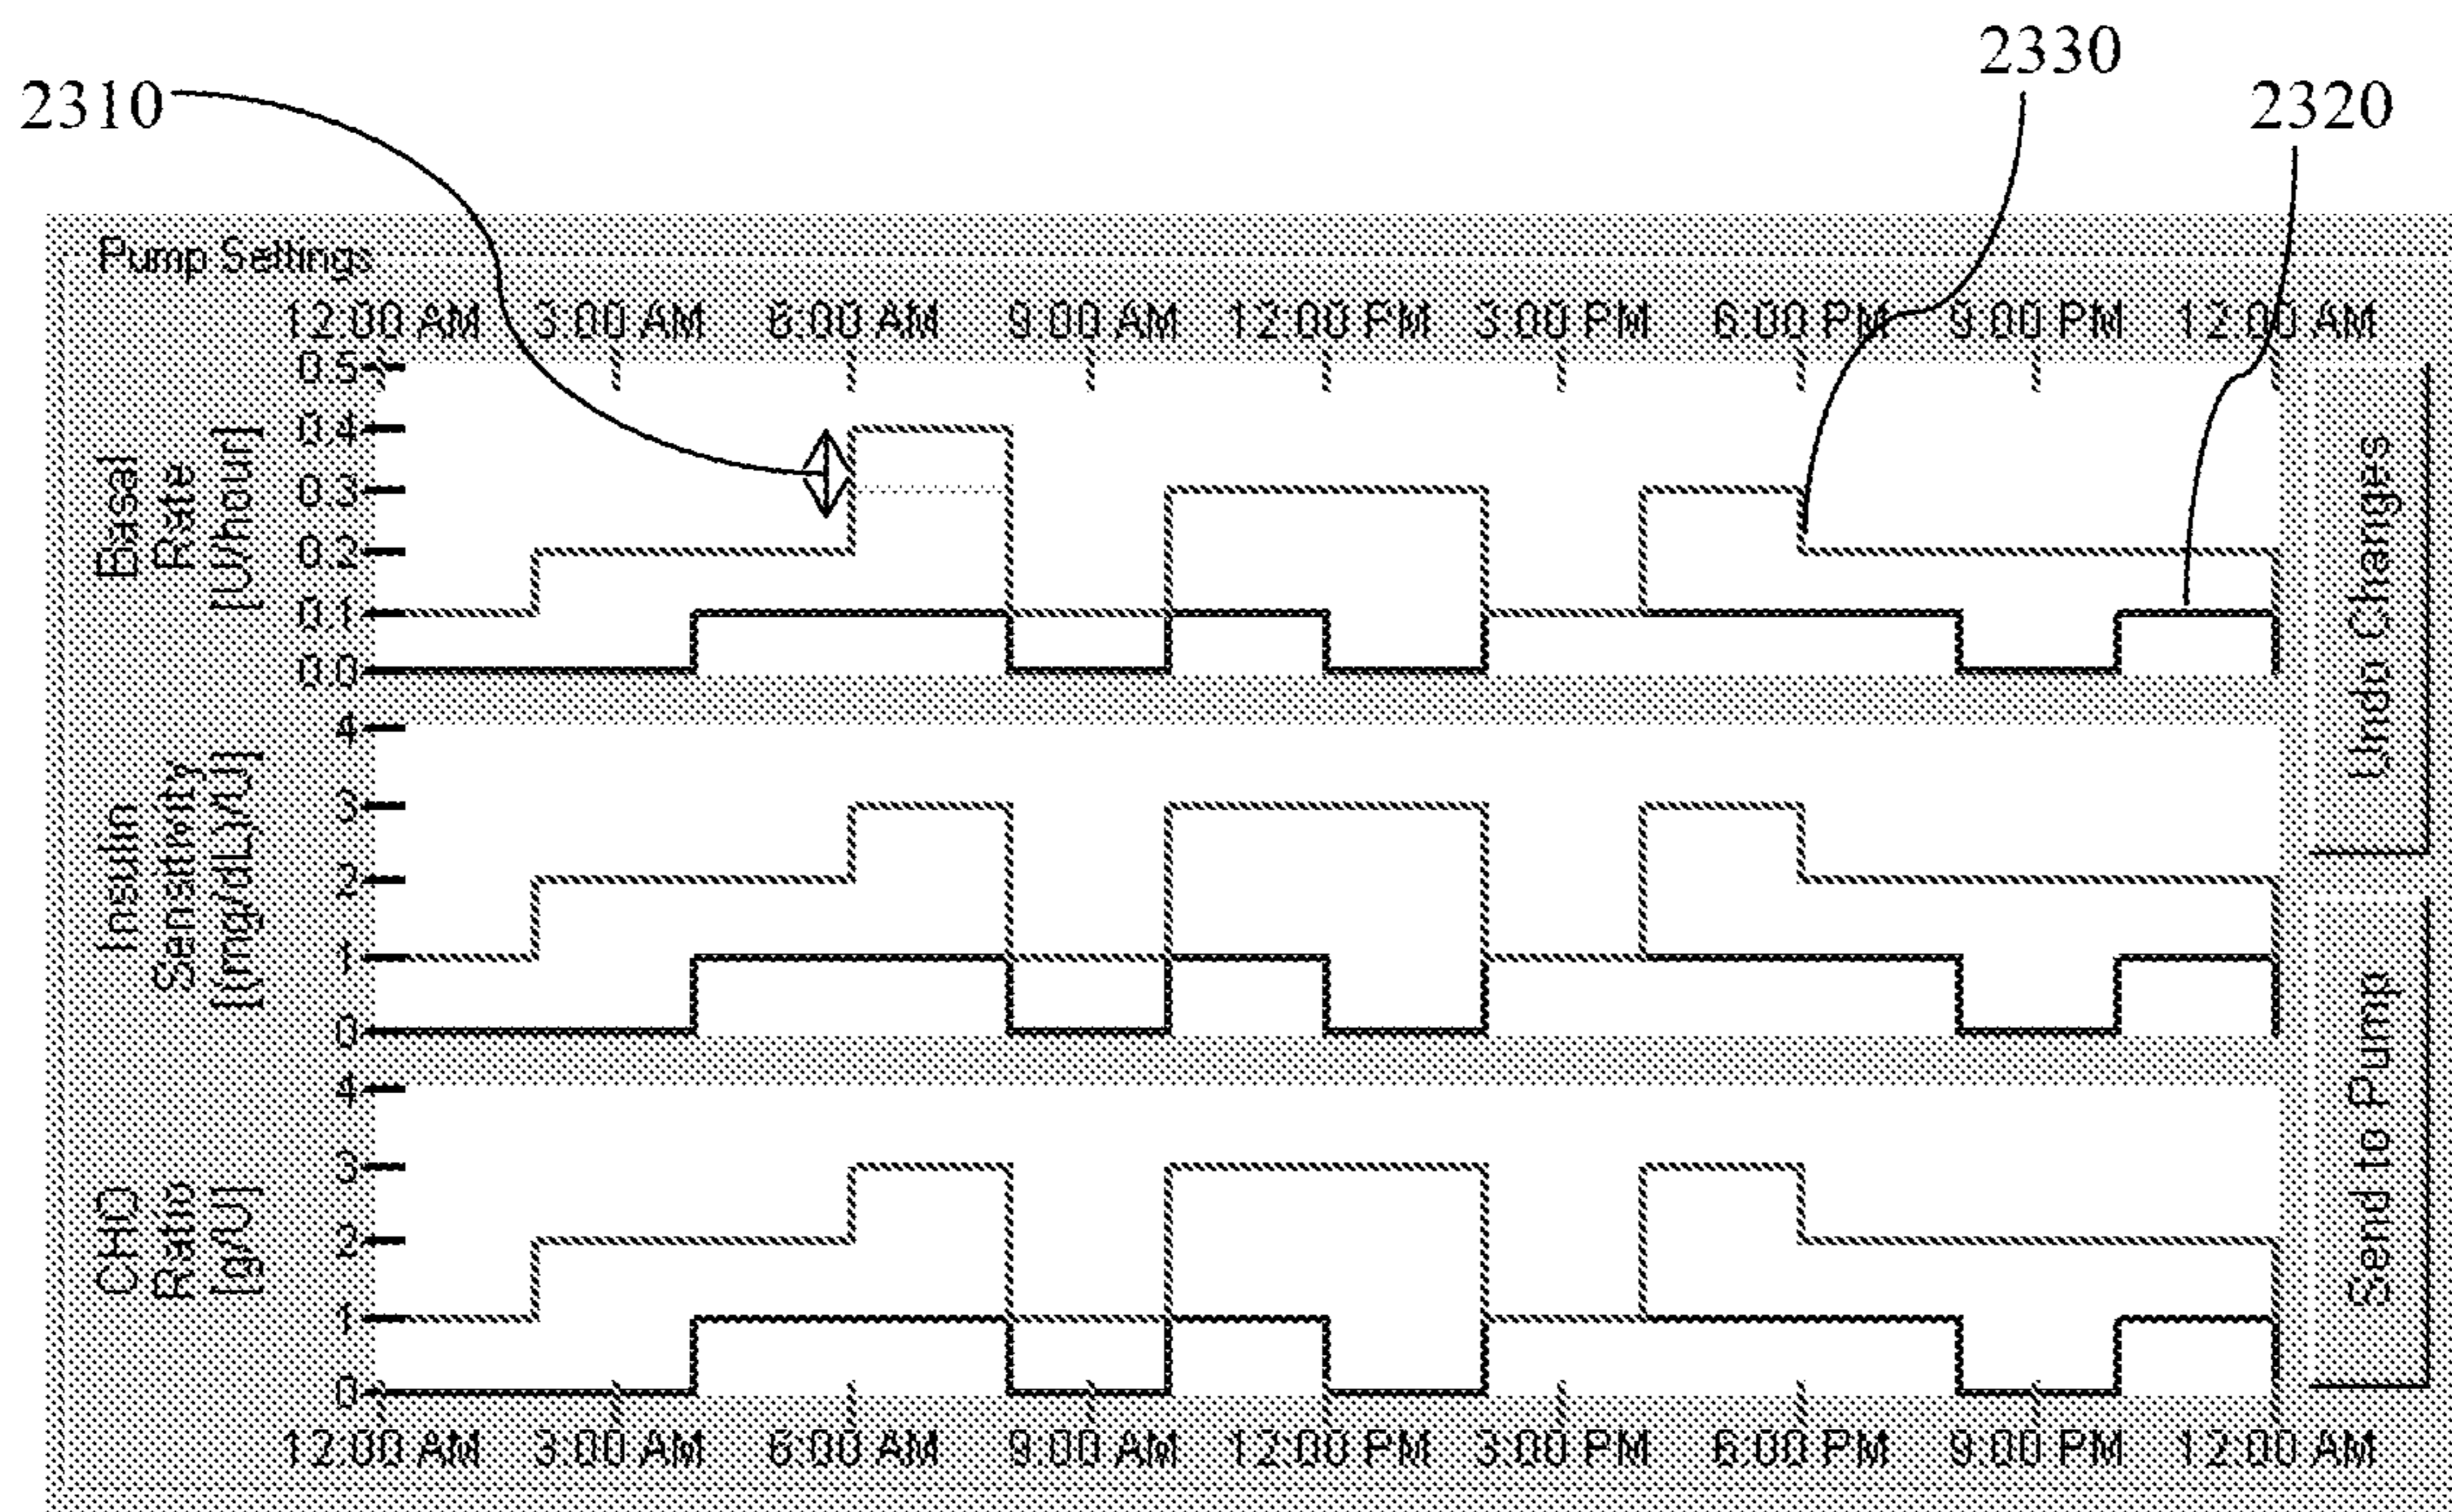 2330
2310
2320
Pump Settings
12:00 AM 3:00 AM 6:00 AM 9:00 AM 12:00 PM 3:00 PM 6:00 PM 9:00 PM 12:00 AM
Basal
Rate
[U/hour]
0.5
0.4
0.3
0.2
0.1
0.0
Undo Changes
Insulin
Sensitivity
[(mg/dL)/U]
4
3
2
1
0
Send to Pump
CHO
Ratio
[g/U]
4
3
2
1
0
12:00 AM 3:00 AM 6:00 AM 9:00 AM 12:00 PM 3:00 PM 6:00 PM 9:00 PM 12:00 AM